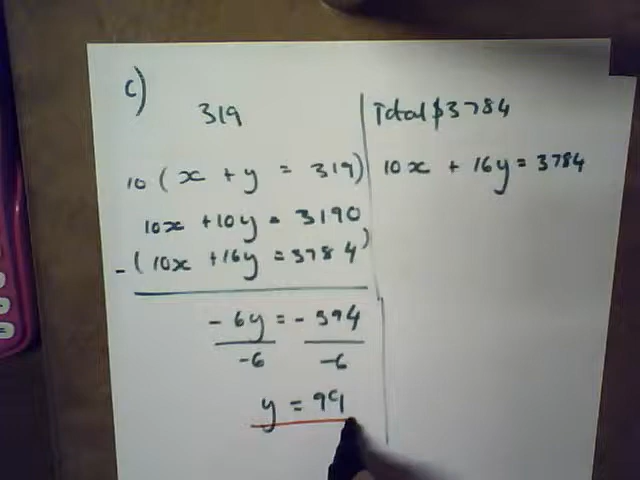 c)
319
Total $3784
10 ( x + y = 319)
10x + 16y = 3784
10x + 10y = 3190
- ( 10x + 16y = 3784 )
- 6y = - 594
-6 -6
y = 99